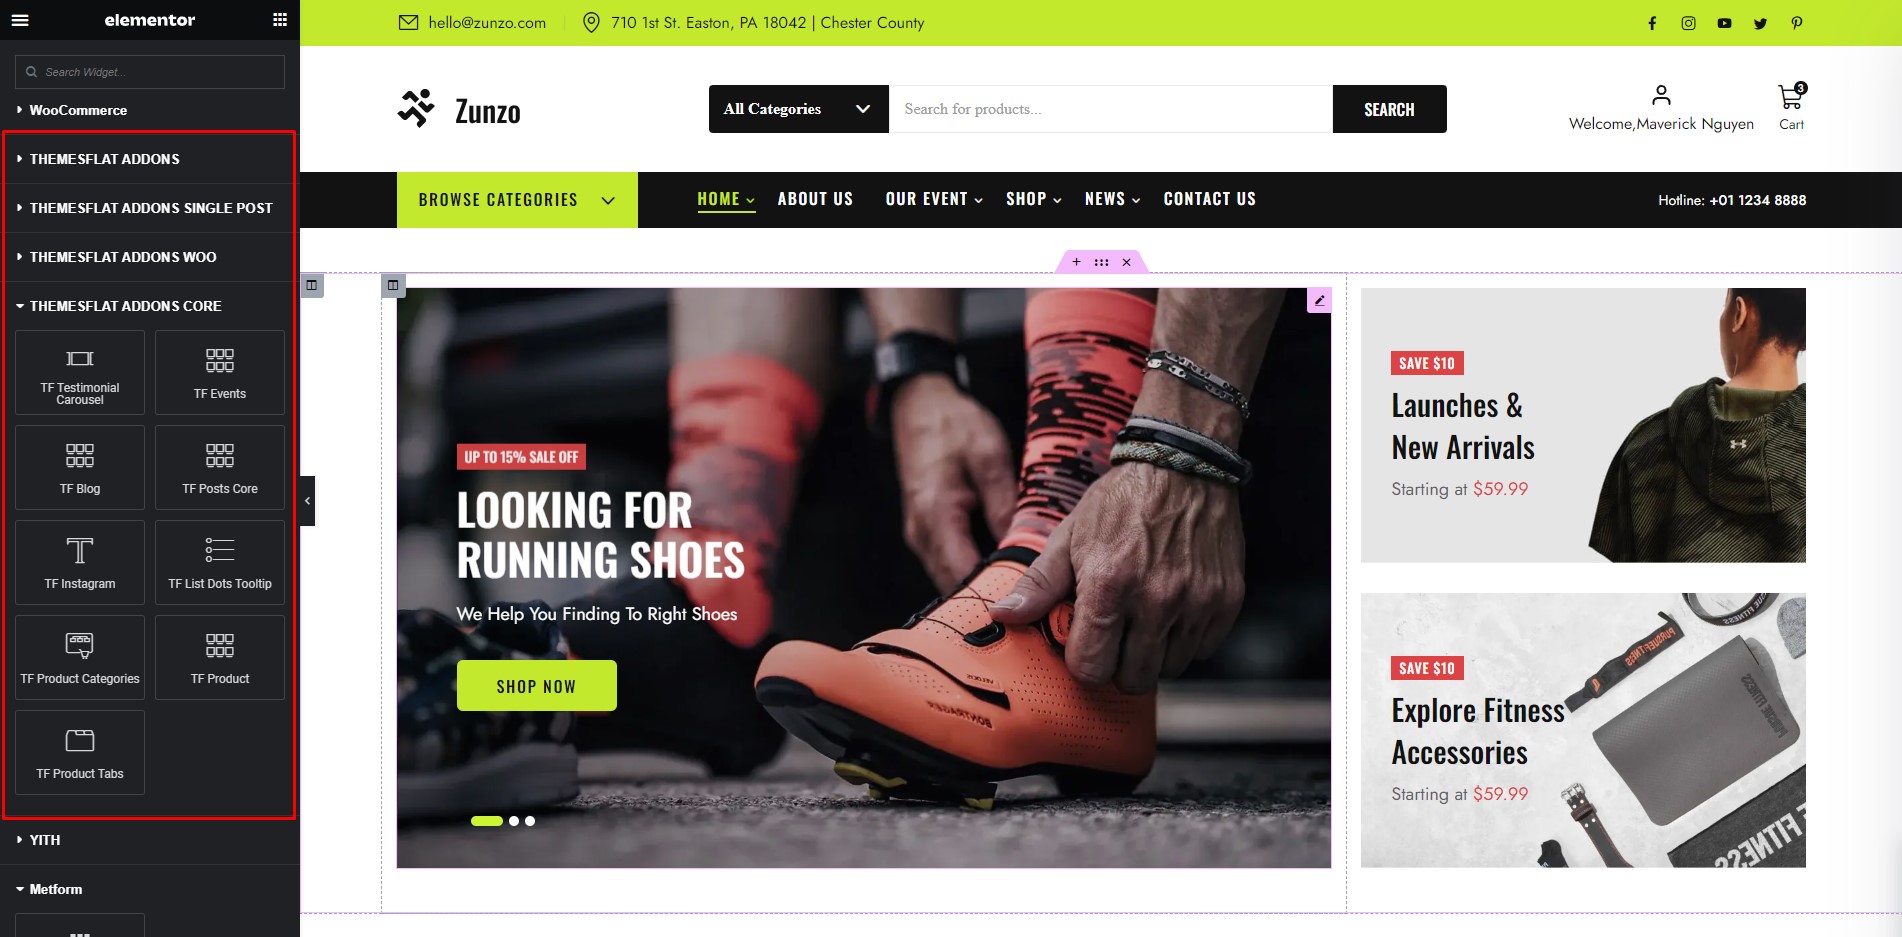 elementor
Search Widget...
WooCommerce
THEMESFLAT ADDONS
THEMESFLAT ADDONS SINGLE POST
THEMESFLAT ADDONS WOO
THEMESFLAT ADDONS CORE
TF Testimonial
Carousel
TF Events
TF Blog
TF Posts Core
TF Instagram
TF List Dots Tooltip
TF Product Categories
TF Product
TF Product Tabs
YITH
Metform
hello@zunzo.com
710 1st St. Easton, PA 18042 | Chester County
Zunzo
All Categories
Search for products...
SEARCH
Welcome,Maverick Nguyen
3
Cart
BROWSE CATEGORIES
HOME
ABOUT US
OUR EVENT
SHOP
NEWS
CONTACT US
Hotline: +01 1234 8888
UP TO 15% SALE OFF
LOOKING FOR
RUNNING SHOES
We Help You Finding To Right Shoes
SHOP NOW
BONTRAGER
SAVE $10
Launches &
New Arrivals
Starting at $59.99
SAVE $10
Explore Fitness
Accessories
Starting at $59.99
PURSUE FITNESS